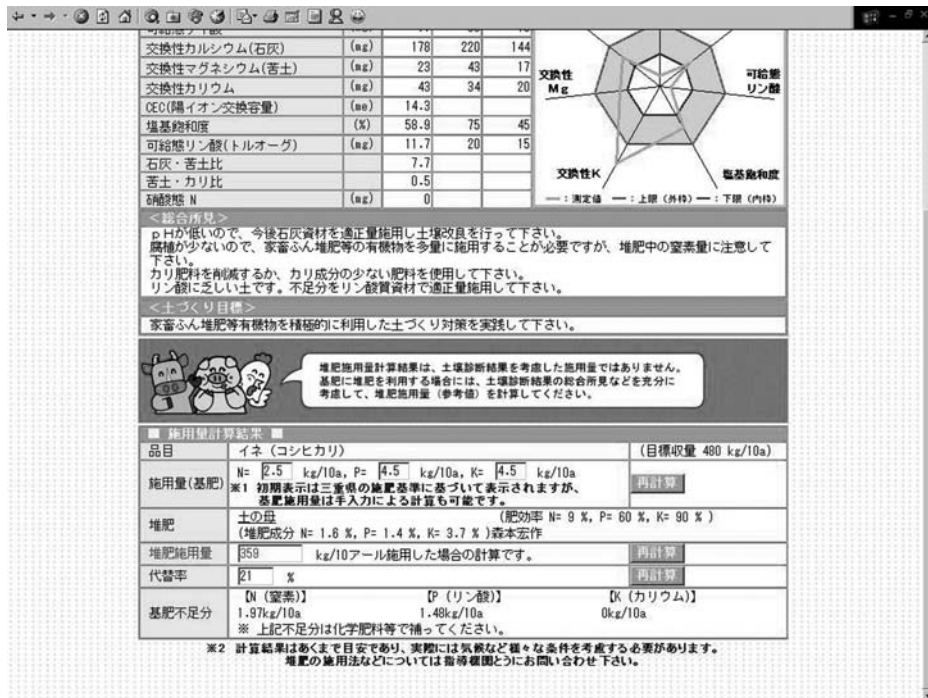 交換性カルシウム(石灰) (mg) 178 220 144
交換性マグネシウム(苦土) (mg) 23 43 17
交換性カリウム (mg) 43 34 20
CEC(陽イオン交換容量) (me) 14.3
塩基飽和度 (%) 58.9 75 45
可給態リン酸(トルオーグ) (mg) 11.7 20 15
石灰・苦土比 7.7
苦土・カリ比 0.5
硝酸態 N (mg) 0
交換性
Mg
可給態
リン酸
交換性K
塩基飽和度
━:測定値 ━:上限(外枠) ━:下限(内枠)
<総合所見>
pHが低いので、今後石灰資材を適正量施用し土壌改良を行って下さい。
腐植が少ないので、家畜ふん堆肥等の有機物を多量に施用することが必要ですが、堆肥中の窒素量に注意して
下さい。
カリ肥料を削減するか、カリ成分の少ない肥料を使用して下さい。
リン酸に乏しい土です。不足分をリン酸質資材で適正量施用して下さい。
<土づくり目標>
家畜ふん堆肥等有機物を積極的に利用した土づくり対策を実践して下さい。
堆肥施用量計算結果は、土壌診断結果を考慮した施用量ではありません。
基肥に堆肥を利用する場合には、土壌診断結果の総合所見などを充分に
考慮して、堆肥施用量(参考値)を計算してください。
■ 施用量計算結果 ■
品目 イネ(コシヒカリ) (目標収量 480 kg/10a)
施用量(基肥) N= 2.5 kg/10a, P= 4.5 kg/10a, K= 4.5 kg/10a 再計算
※1 初期表示は三重県の施肥基準に基づいて表示されますが、
基肥施用量は手入力による計算も可能です。
堆肥 土の母 (肥効率 N= 9 %, P= 60 %, K= 90 % )
(堆肥成分 N= 1.6 %, P= 1.4 %, K= 3.7 % )森本宏作
堆肥施用量 359 kg/10アール施用した場合の計算です。 再計算
代替率 21 % 再計算
基肥不足分 【N (窒素)】 【P (リン酸)】 【K (カリウム)】
1.97kg/10a 1.48kg/10a 0kg/10a
※ 上記不足分は化学肥料等で補ってください。
※2 計算結果はあくまで目安であり、実際には気候など様々な条件を考慮する必要があります。
堆肥の施用法などについては指導機関とうにお問い合わせ下さい。